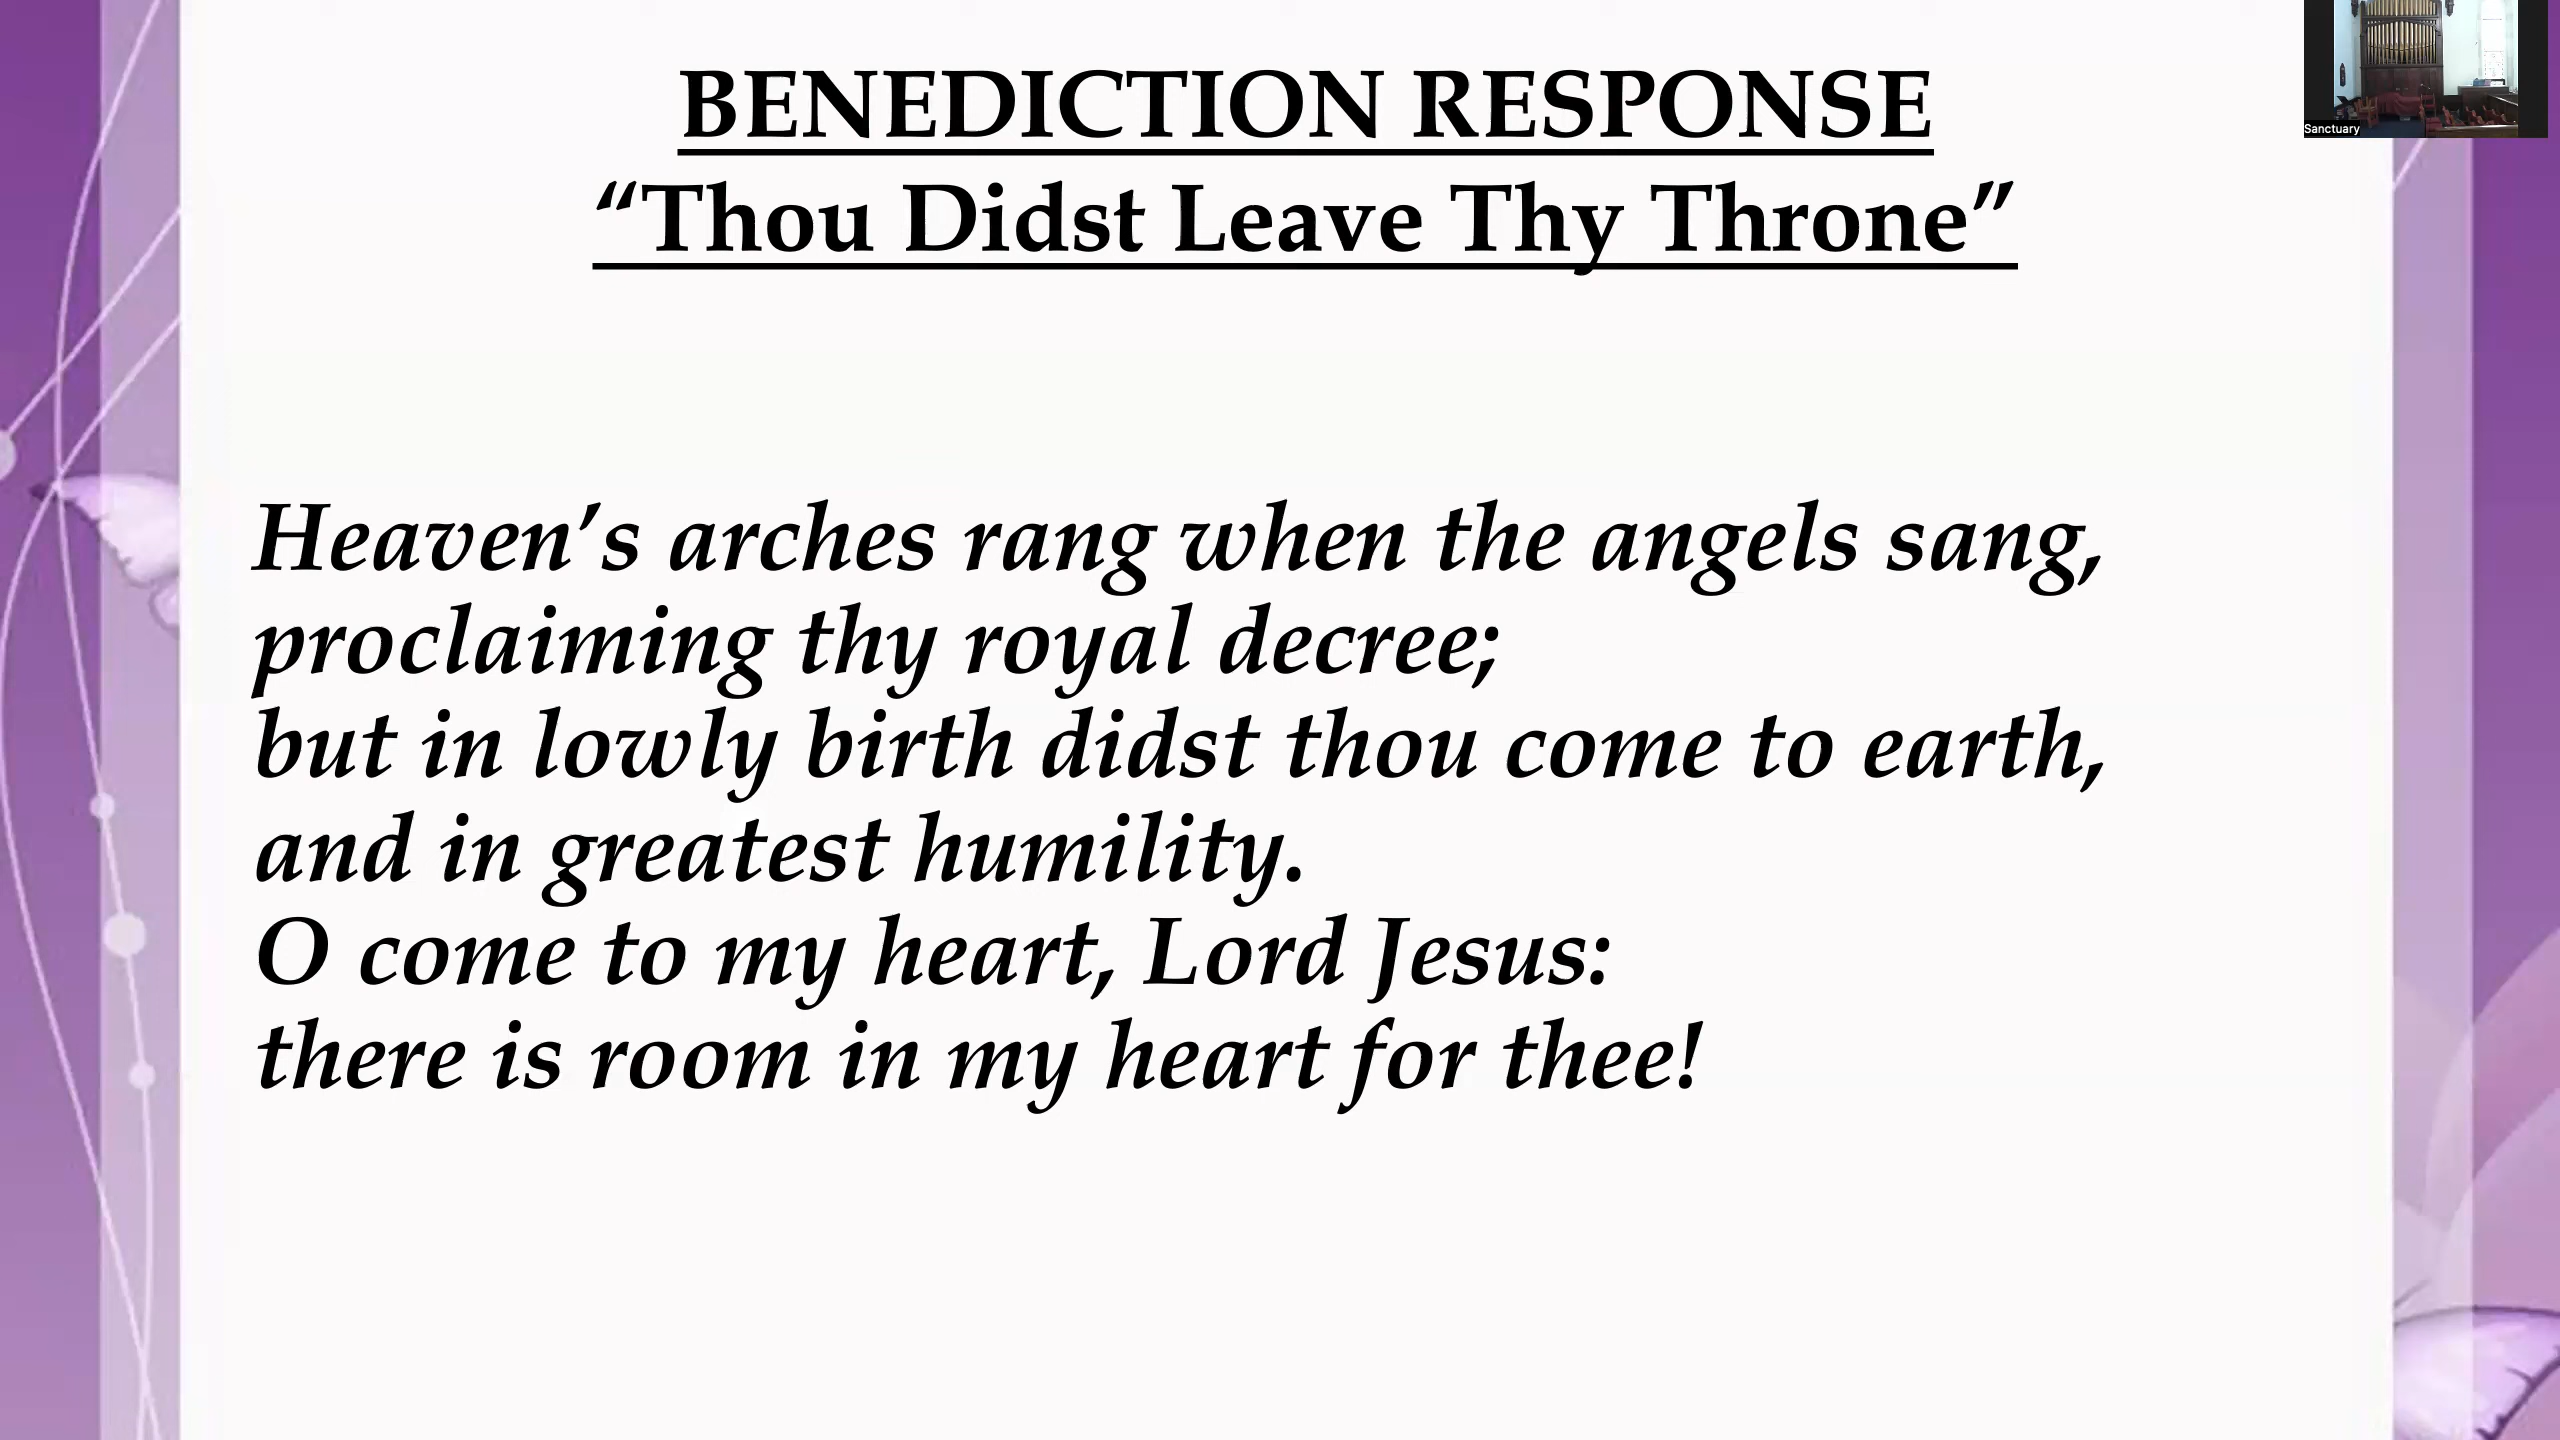 BENEDICTION RESPONSE
“Thou Didst Leave Thy Throne”
Heaven’s arches rang when the angels sang,
proclaiming thy royal decree;
but in lowly birth didst thou come to earth,
and in greatest humility.
O come to my heart, Lord Jesus:
there is room in my heart for thee!
Sanctuary